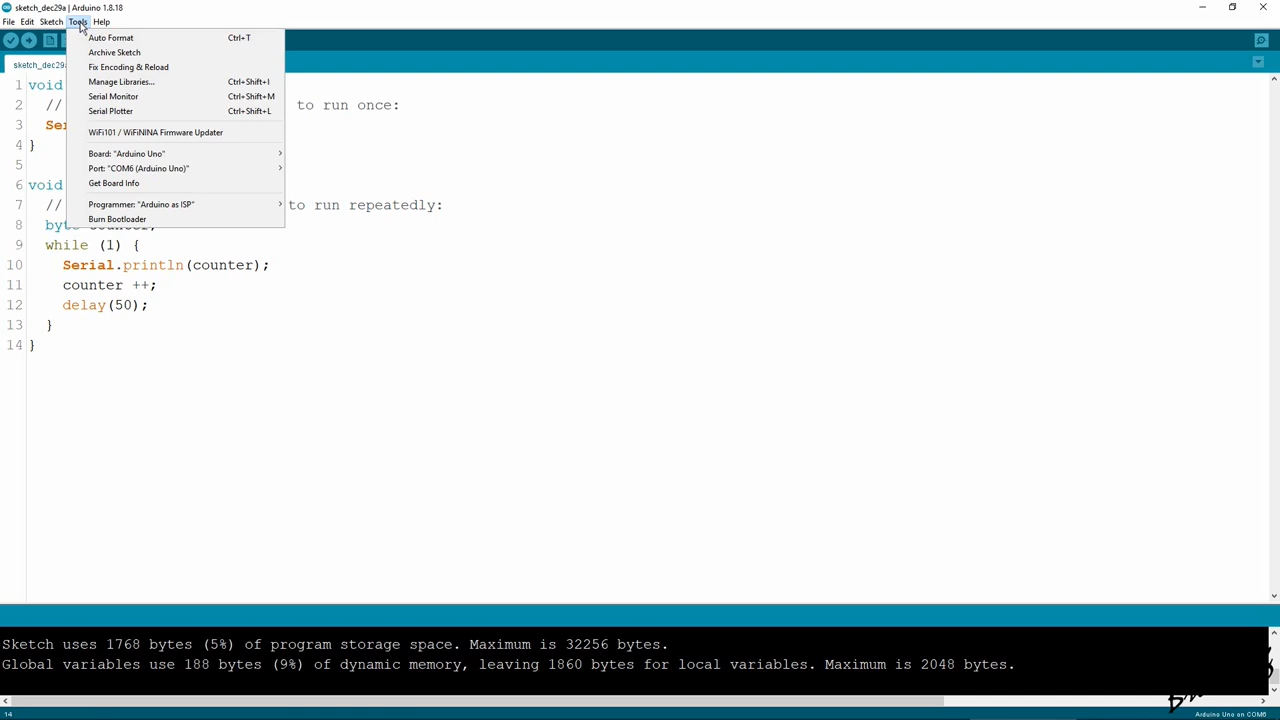 sketch_dec29a | Arduino 1.8.18
File Edit Sketch Tools Help
Auto Format Ctrl+T
Archive Sketch
Fix Encoding & Reload
Manage Libraries... Ctrl+Shift+I
Serial Monitor Ctrl+Shift+M
Serial Plotter Ctrl+Shift+L
WiFi101 / WiFiNINA Firmware Updater
Board: "Arduino Uno"
Port: "COM6 (Arduino Uno)"
Get Board Info
Programmer: "Arduino as ISP"
Burn Bootloader
sketch_dec29a
1 void
2 // to run once:
3 Ser
4 }
5
6 void
7 // to run repeatedly:
8 byte counter;
9 while (1) {
10 Serial.println(counter);
11 counter ++;
12 delay(50);
13 }
14 }
Sketch uses 1768 bytes (5%) of program storage space. Maximum is 32256 bytes.
Global variables use 188 bytes (9%) of dynamic memory, leaving 1860 bytes for local variables. Maximum is 2048 bytes.
14 Arduino Uno on COM6